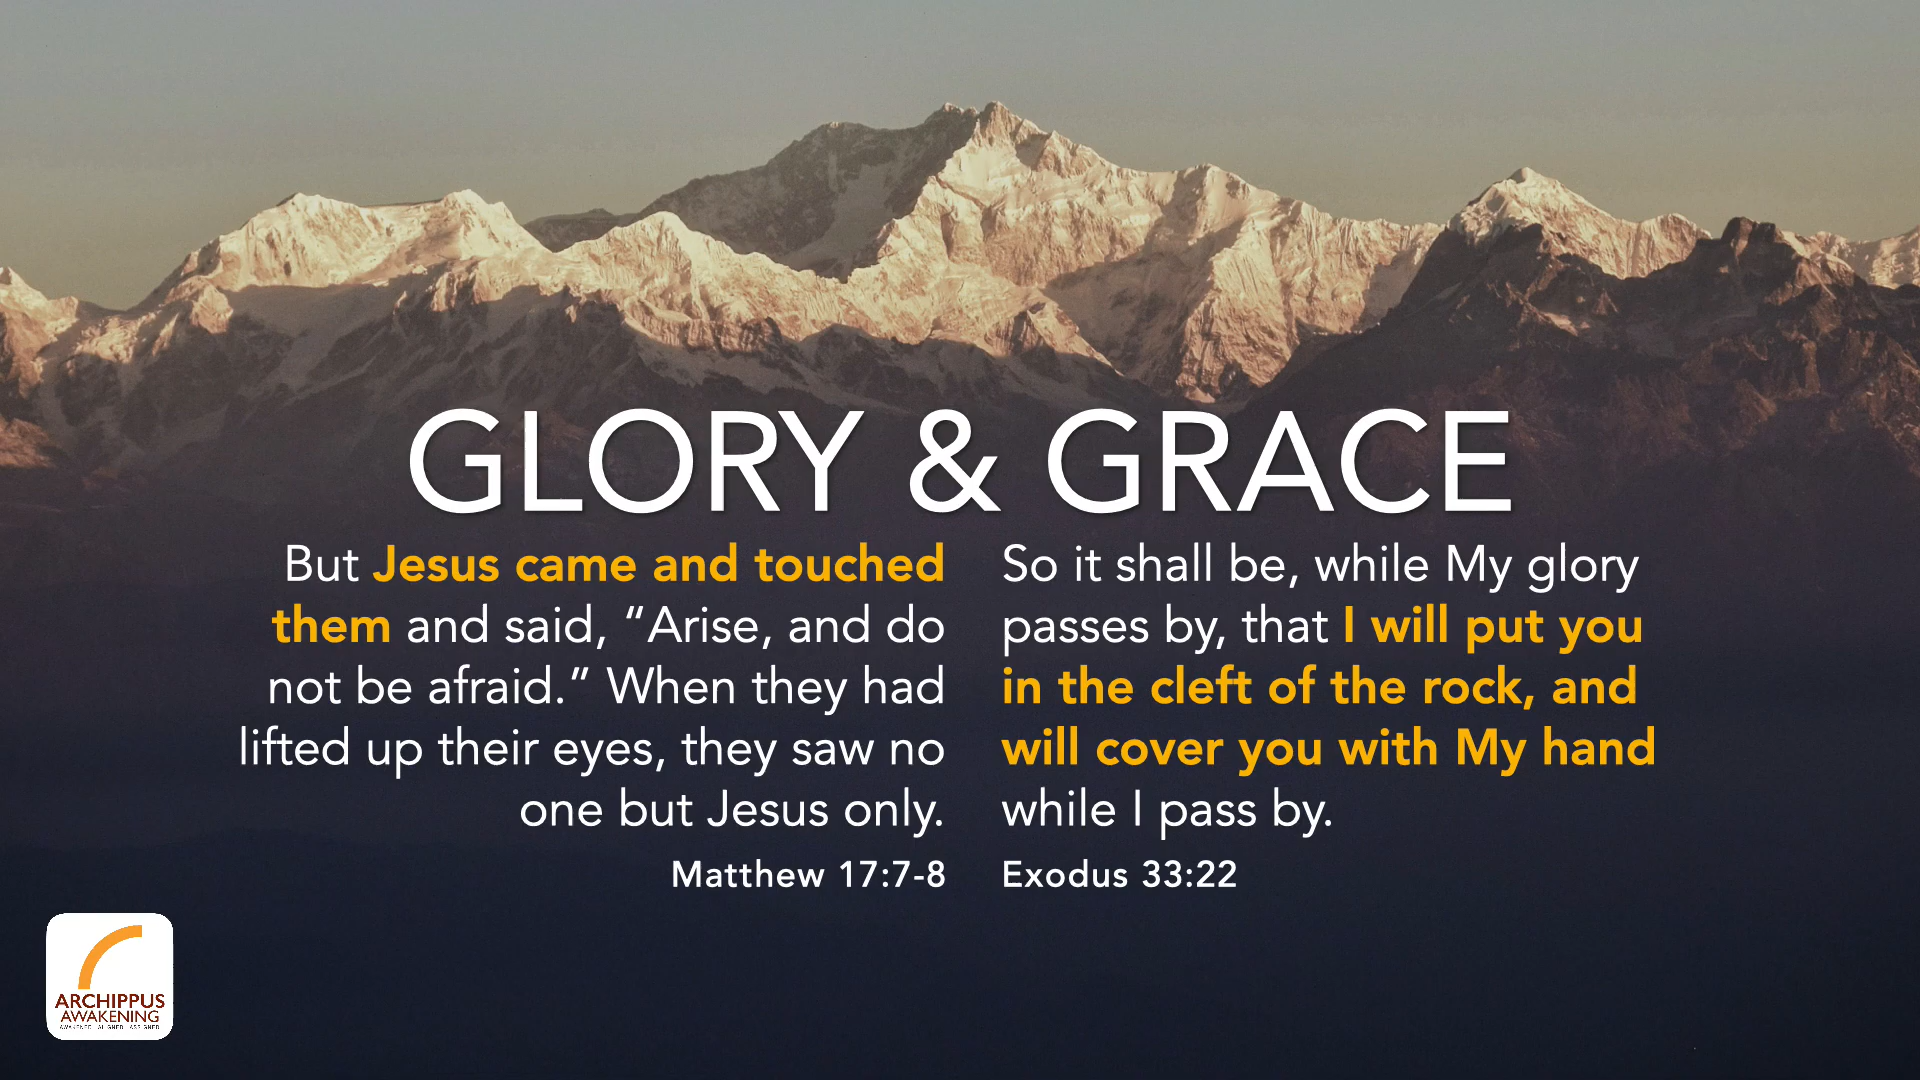 GLORY & GRACE
But Jesus came and touched
them and said, “Arise, and do
not be afraid.” When they had
lifted up their eyes, they saw no
one but Jesus only.
Matthew 17:7-8
So it shall be, while My glory
passes by, that I will put you
in the cleft of the rock, and
will cover you with My hand
while I pass by.
Exodus 33:22
ARCHIPPUS
AWAKENING
AWAKENED ALIGNED ASSIGNED